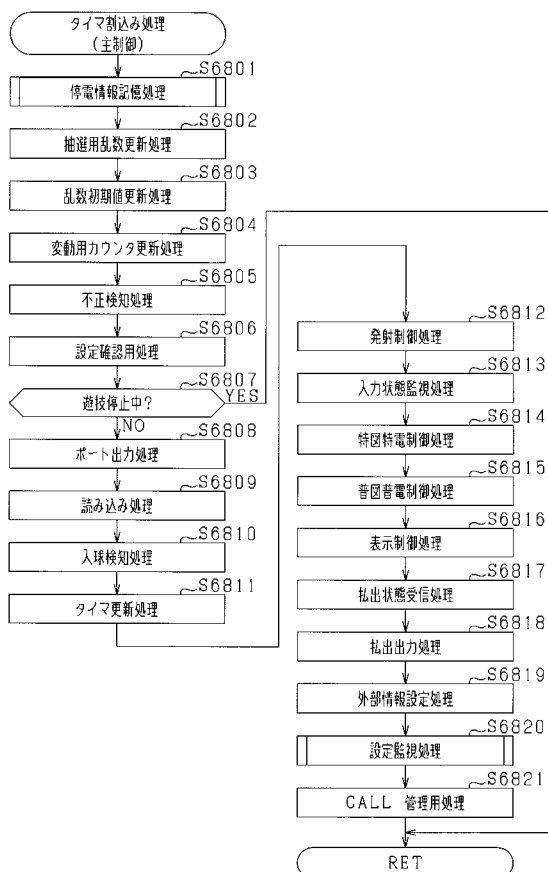 タイマ割込み処理
(主制御)
S6801
停電情報記憶処理
S6802
抽選用乱数更新処理
S6803
乱数初期値更新処理
S6804
変動用カウンタ更新処理
S6805
不正検知処理
S6806
設定確認用処理
S6807
遊技停止中?
YES
NO
S6808
ポート出力処理
S6809
読み込み処理
S6810
入球検知処理
S6811
タイマ更新処理
S6812
発射制御処理
S6813
入力状態監視処理
S6814
特図特電制御処理
S6815
普図普電制御処理
S6816
表示制御処理
S6817
払出状態受信処理
S6818
払出出力処理
S6819
外部情報設定処理
S6820
設定監視処理
S6821
CALL 管理用処理
RET